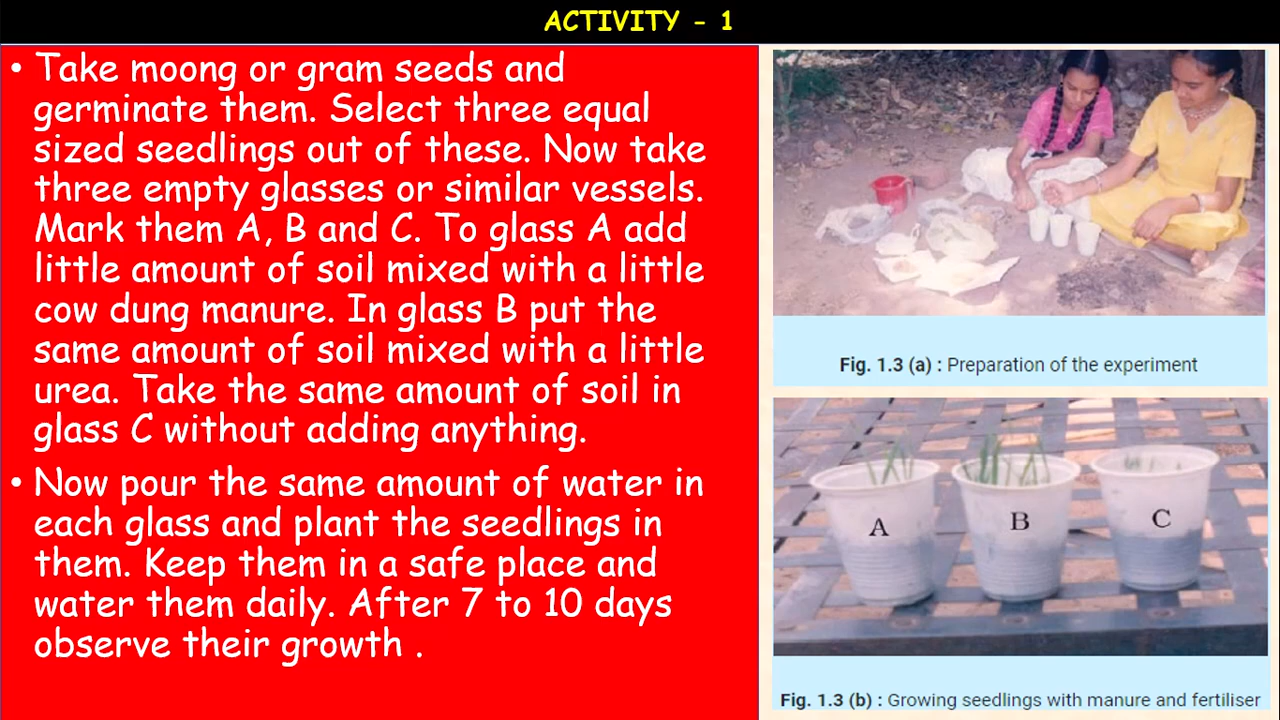 ACTIVITY - 1
• Take moong or gram seeds and
germinate them. Select three equal
sized seedlings out of these. Now take
three empty glasses or similar vessels.
Mark them A, B and C. To glass A add
little amount of soil mixed with a little
cow dung manure. In glass B put the
same amount of soil mixed with a little
urea. Take the same amount of soil in
glass C without adding anything.
• Now pour the same amount of water in
each glass and plant the seedlings in
them. Keep them in a safe place and
water them daily. After 7 to 10 days
observe their growth .
Fig. 1.3 (a) : Preparation of the experiment
A B C
Fig. 1.3 (b) : Growing seedlings with manure and fertiliser